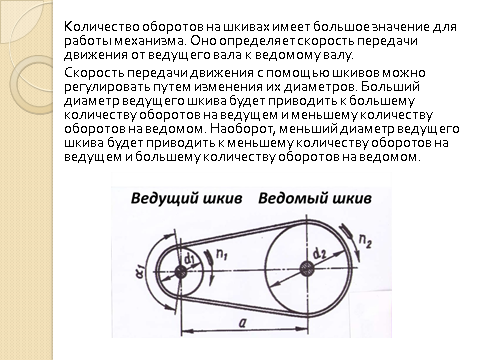 Количество оборотов на шкивах имеет большое значение для
работы механизма. Оно определяет скорость передачи
движения от ведущего вала к ведомому валу.
Скорость передачи движения с помощью шкивов можно
регулировать путем изменения их диаметров. Больший
диаметр ведущего шкива будет приводить к большему
количеству оборотов на ведущем и меньшему количеству
оборотов на ведомом. Наоборот, меньший диаметр ведущего
шкива будет приводить к меньшему количеству оборотов на
ведущем и большему количеству оборотов на ведомом.
Ведущий шкив Ведомый шкив
α1 d1 n1 d2 n2
a